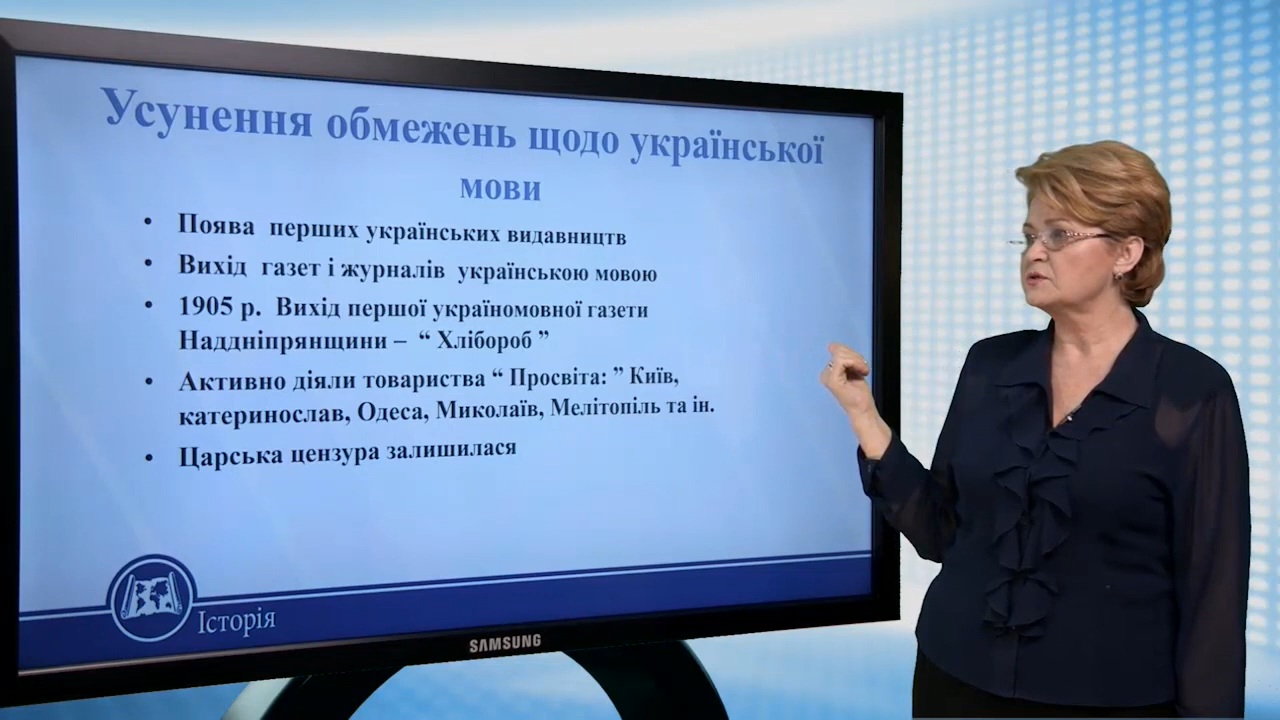 Усунення обмежень щодо української
мови
• Поява перших українських видавництв
• Вихід газет і журналів українською мовою
• 1905 р. Вихід першої україномовної газети
Наддніпрянщини – “ Хлібороб ”
• Активно діяли товариства “ Просвіта: ” Київ,
катеринослав, Одеса, Миколаїв, Мелітопіль та ін.
• Царська цензура залишилася
Історія
SAMSUNG